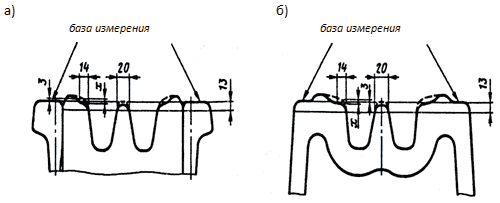 а)
б)
база измерения
база измерения
3
14
н
20
13
14
3
н
20
13